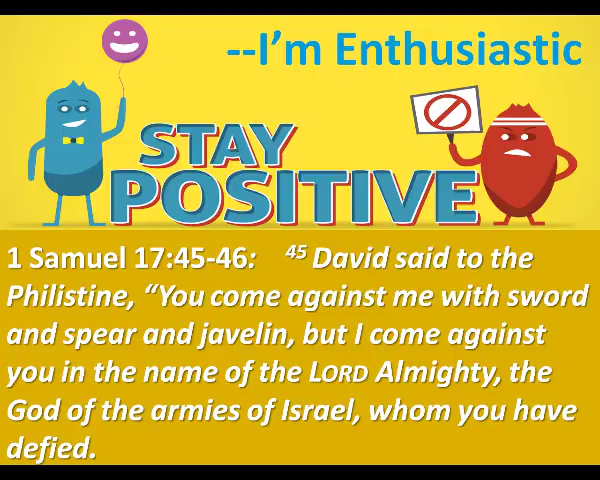 --I'm Enthusiastic
STAY
POSITIVE
1 Samuel 17:45-46: 45 David said to the
Philistine, “You come against me with sword
and spear and javelin, but I come against
you in the name of the LORD Almighty, the
God of the armies of Israel, whom you have
defied.